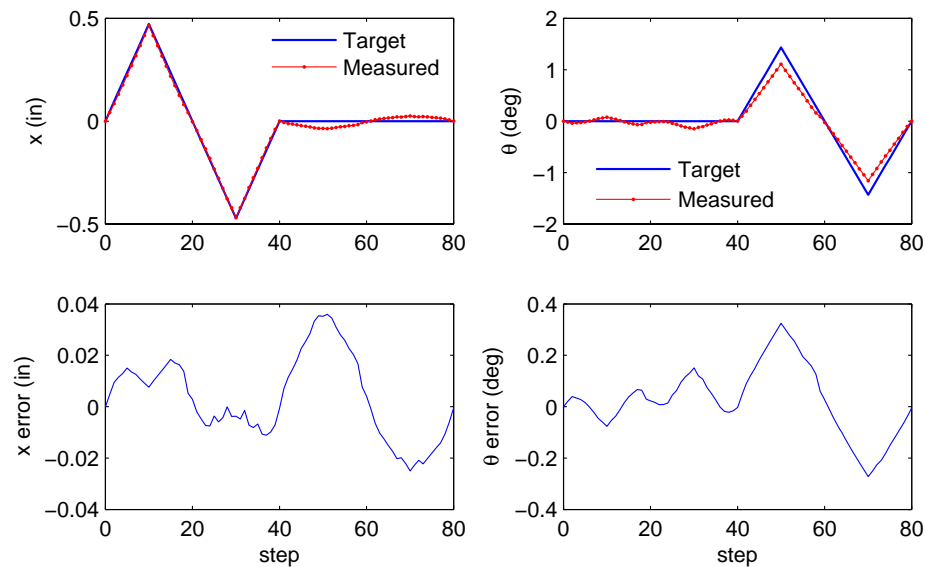 0.5
0
−0.5
x (in)
Target
Measured
0 20 40 60 80
2
1
0
−1
−2
θ (deg)
Target
Measured
0 20 40 60 80
0.04
0.02
0
−0.02
−0.04
x error (in)
0 20 40 60 80
step
0.4
0.2
0
−0.2
−0.4
θ error (deg)
0 20 40 60 80
step